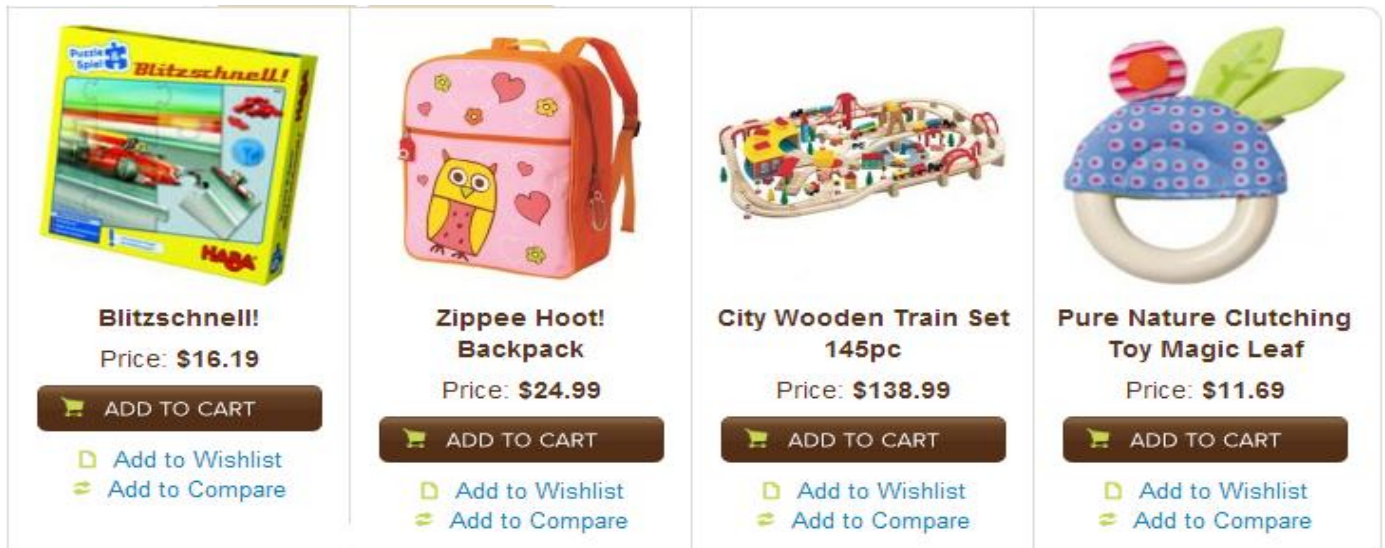 Puzzle
Spiel
Blitzschnell!
HABA
Blitzschnell!
Price: $16.19
ADD TO CART
Add to Wishlist
Add to Compare
Zippee Hoot!
Backpack
Price: $24.99
ADD TO CART
Add to Wishlist
Add to Compare
City Wooden Train Set
145pc
Price: $138.99
ADD TO CART
Add to Wishlist
Add to Compare
Pure Nature Clutching
Toy Magic Leaf
Price: $11.69
ADD TO CART
Add to Wishlist
Add to Compare